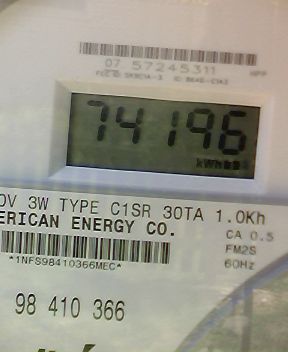 07 57245311
74196
kWh
0V 3W TYPE C1SR 30TA 1.0Kh
ERICAN ENERGY CO.
CA 0.5
FM2S
*1NFS98410366MEC*
60Hz
98 410 366